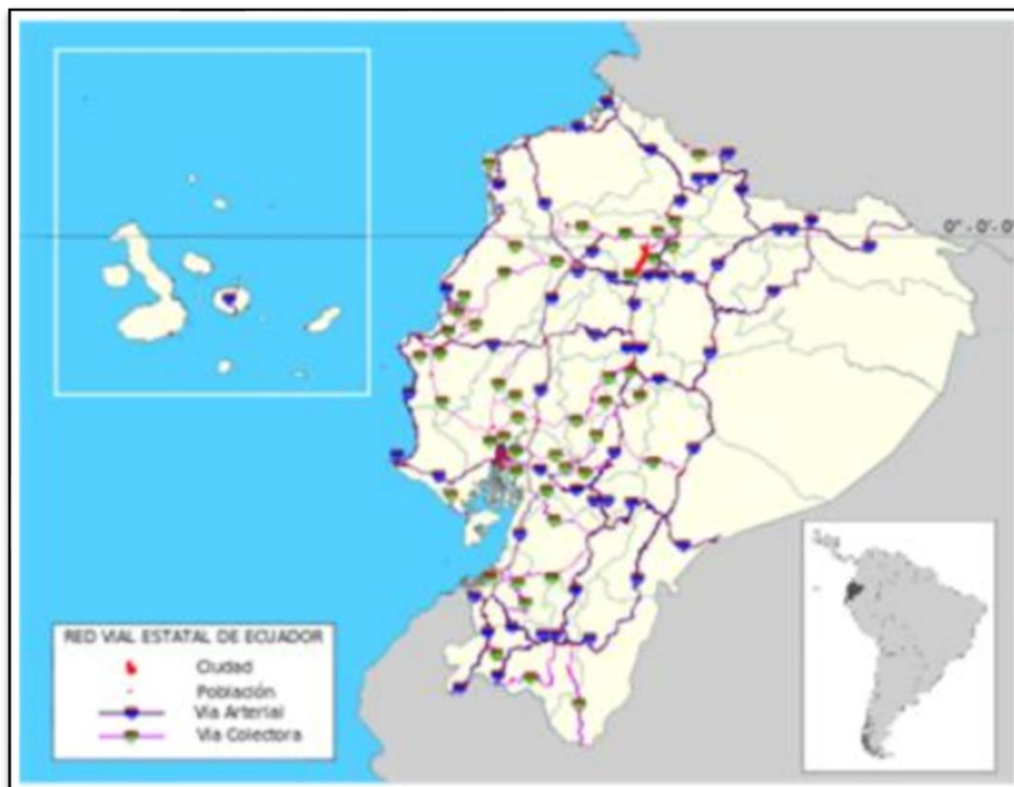 0° - 0' - 0"
RED VIAL ESTATAL DE ECUADOR
Ciudad
Población
Vía Arterial
Vía Colectora